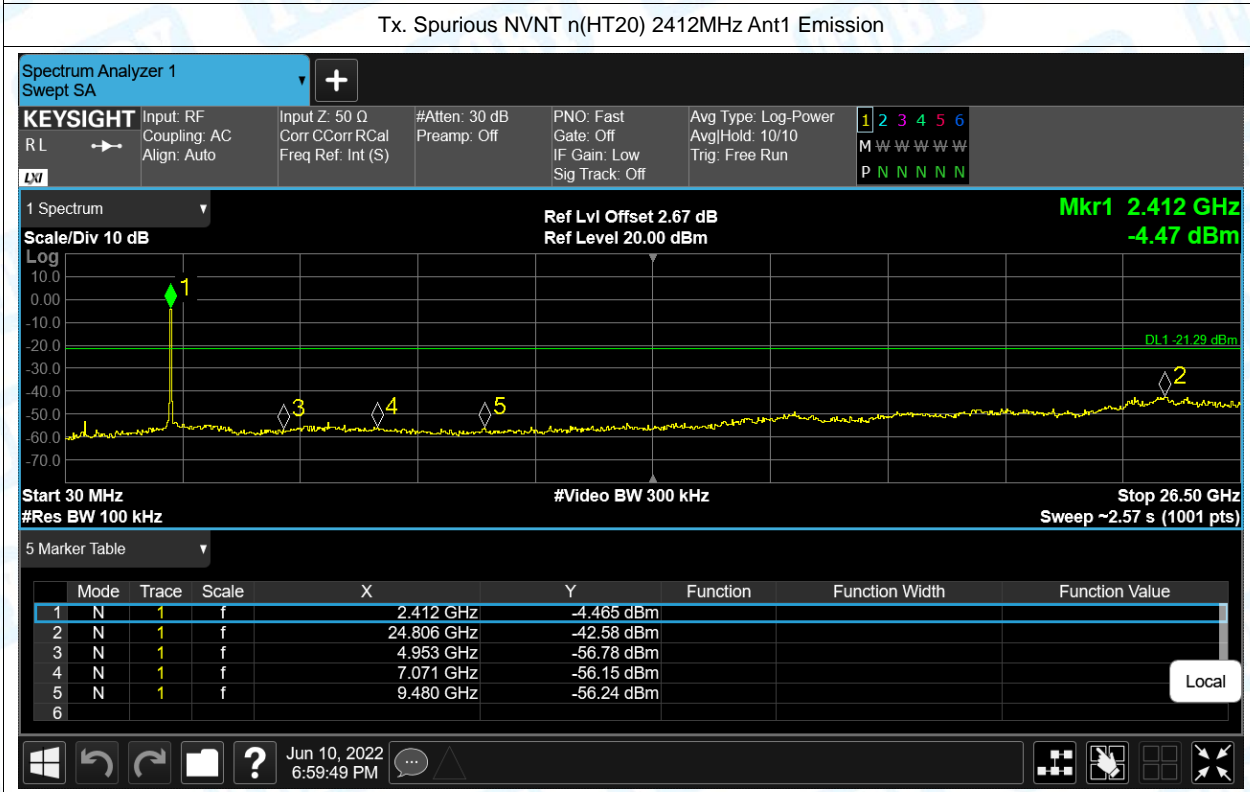 Tx. Spurious NVNT n(HT20) 2412MHz Ant1 Emission
Spectrum Analyzer 1
Swept SA
KEYSIGHT Input: RF Input Z: 50 Ω #Atten: 30 dB PNO: Fast Avg Type: Log-Power 1 2 3 4 5 6
R L Coupling: AC Corr CCorr RCal Preamp: Off Gate: Off Avg|Hold: 10/10 M W W W W W
Align: Auto Freq Ref: Int (S) IF Gain: Low Trig: Free Run
LXI Sig Track: Off P N N N N N
1 Spectrum Ref Lvl Offset 2.67 dB Mkr1 2.412 GHz
Scale/Div 10 dB Ref Level 20.00 dBm -4.47 dBm
Log
10.0
1
0.00
-10.0
-20.0 DL1 -21.29 dBm
-30.0
2
-40.0
3 4 5
-50.0
-60.0
-70.0
Start 30 MHz #Video BW 300 kHz Stop 26.50 GHz
#Res BW 100 kHz Sweep ~2.57 s (1001 pts)
5 Marker Table
Mode Trace Scale X Y Function Function Width Function Value
1 N 1 f 2.412 GHz -4.465 dBm
2 N 1 f 24.806 GHz -42.58 dBm
3 N 1 f 4.953 GHz -56.78 dBm
4 N 1 f 7.071 GHz -56.15 dBm
5 N 1 f 9.480 GHz -56.24 dBm
6
Local
? Jun 10, 2022
6:59:49 PM